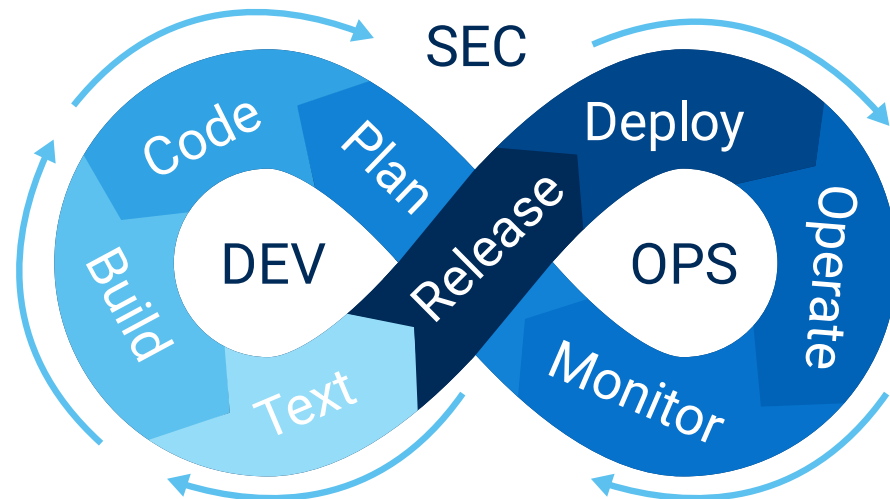 SEC
Code
Plan
Deploy
Release
Operate
DEV
OPS
Build
Text
Monitor